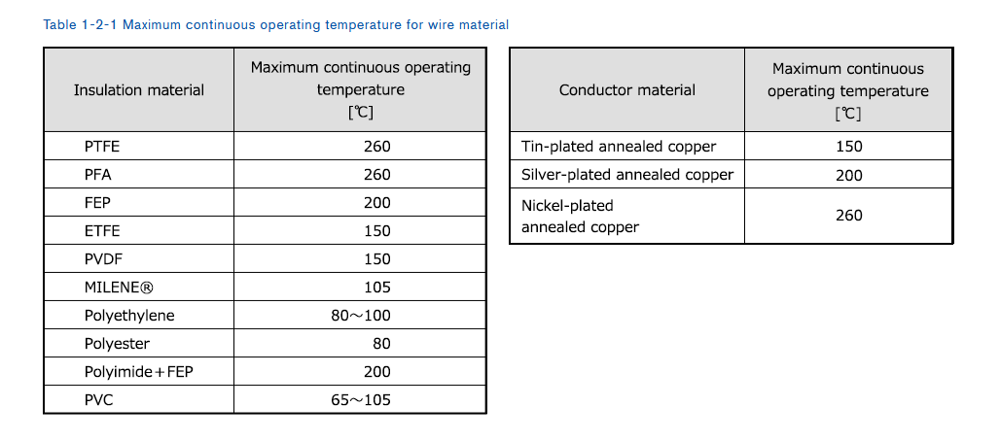 Table 1-2-1 Maximum continuous operating temperature for wire material
Insulation material
Maximum continuous operating
temperature
[℃]
PTFE 260
PFA 260
FEP 200
ETFE 150
PVDF 150
MILENE® 105
Polyethylene 80～100
Polyester 80
Polyimide＋FEP 200
PVC 65～105
Conductor material
Maximum continuous
operating temperature
[℃]
Tin-plated annealed copper 150
Silver-plated annealed copper 200
Nickel-plated
annealed copper
260